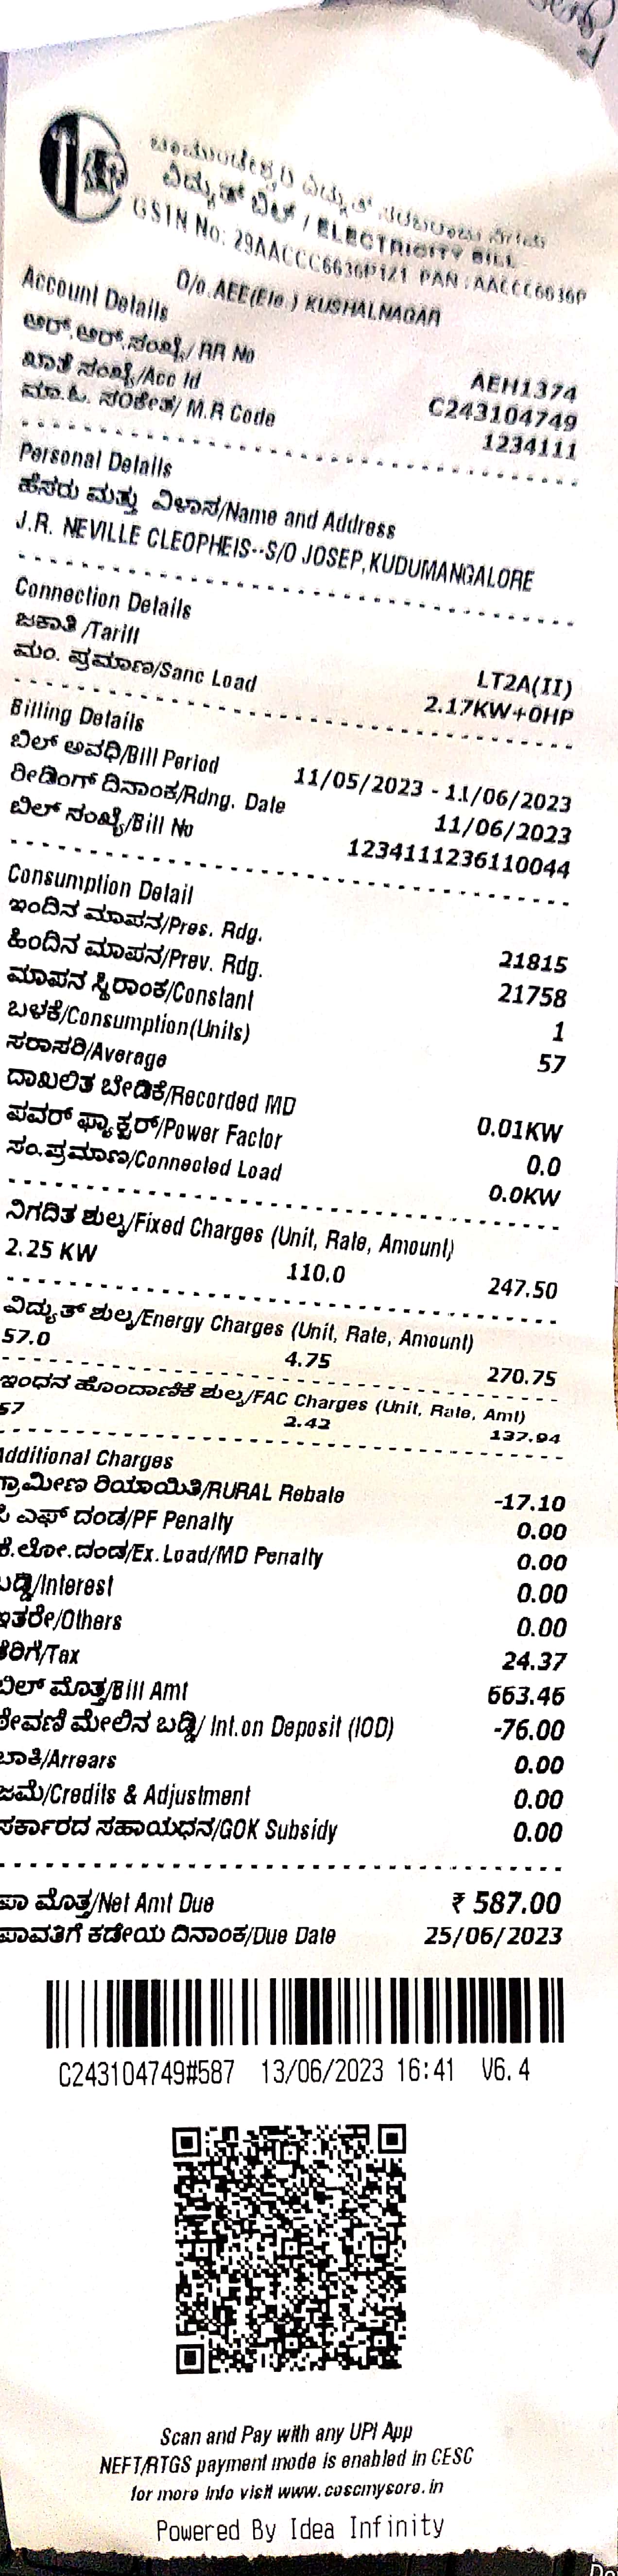 ಚಾಮುಂಡೇಶ್ವರಿ ವಿದ್ಯುತ್ ಸರಬರಾಜು ನಿಗಮ
ವಿದ್ಯುತ್ ಬಿಲ್ / ELECTRICITY BILL
GSTN No: 29AACCC6636P1Z1 PAN : AACCC6636P
O/o.AEE(Ele.) KUSHALNAGAR
Account Details
ಆರ್.ಆರ್.ಸಂಖ್ಯೆ/ RR No AEH1374
ಖಾತೆ ಸಂಖ್ಯೆ/Acc Id C243104749
ಮಾ.ಓ. ಸಂಕೇತ/ M.R Code 1234111
Personal Details
ಹೆಸರು ಮತ್ತು ವಿಳಾಸ/Name and Address
J.R. NEVILLE CLEOPHEIS--S/O JOSEP,KUDUMANGALORE
Connection Details
ಜಕಾತಿ /Tariff LT2A(II)
ಮಂ. ಪ್ರಮಾಣ/Sanc Load 2.17KW+0HP
Billing Details
ಬಿಲ್ ಅವಧಿ/Bill Period 11/05/2023 - 11/06/2023
ರೀಡಿಂಗ್ ದಿನಾಂಕ/Rdng. Date 11/06/2023
ಬಿಲ್ ಸಂಖ್ಯೆ/Bill No 1234111236110044
Consumption Detail
ಇಂದಿನ ಮಾಪನ/Pres. Rdg. 21815
ಹಿಂದಿನ ಮಾಪನ/Prev. Rdg. 21758
ಮಾಪನ ಸ್ಥಿರಾಂಕ/Constant 1
ಬಳಕೆ/Consumption(Units) 57
ಸರಾಸರಿ/Average
ದಾಖಲಿತ ಬೇಡಿಕೆ/Recorded MD 0.01KW
ಪವರ್ ಫ್ಯಾಕ್ಟರ್/Power Factor 0.0
ಸಂ.ಪ್ರಮಾಣ/Connected Load 0.0KW
ನಿಗದಿತ ಶುಲ್ಕ/Fixed Charges (Unit, Rate, Amount)
2.25 KW 110.0 247.50
ವಿದ್ಯುತ್ ಶುಲ್ಕ/Energy Charges (Unit, Rate, Amount)
57.0 4.75 270.75
ಇಂಧನ ಹೊಂದಾಣಿಕೆ ಶುಲ್ಕ/FAC Charges (Unit, Rate, Amt)
57 2.42 137.94
Additional Charges
ಗ್ರಾಮೀಣ ರಿಯಾಯಿತಿ/RURAL Rebate -17.10
ಪಿ ಎಫ್ ದಂಡ/PF Penalty 0.00
ಕೆ.ಲೋ.ದಂಡ/Ex.Load/MD Penalty 0.00
ಬಡ್ಡಿ/Interest 0.00
ಇತರೇ/Others 0.00
ತೆರಿಗೆ/Tax 24.37
ಬಿಲ್ ಮೊತ್ತ/Bill Amt 663.46
ಠೇವಣಿ ಮೇಲಿನ ಬಡ್ಡಿ/ Int.on Deposit (IOD) -76.00
ಬಾಕಿ/Arrears 0.00
ಜಮೆ/Credits & Adjustment 0.00
ಸರ್ಕಾರದ ಸಹಾಯಧನ/GOK Subsidy 0.00
ಪಾ ಮೊತ್ತ/Net Amt Due ₹ 587.00
ಪಾವತಿಗೆ ಕಡೇಯ ದಿನಾಂಕ/Due Date 25/06/2023
C243104749#587 13/06/2023 16:41 V6.4
Scan and Pay with any UPI App
NEFT/RTGS payment mode is enabled in CESC
for more info visit www.cescmysore.in
Powered By Idea Infinity